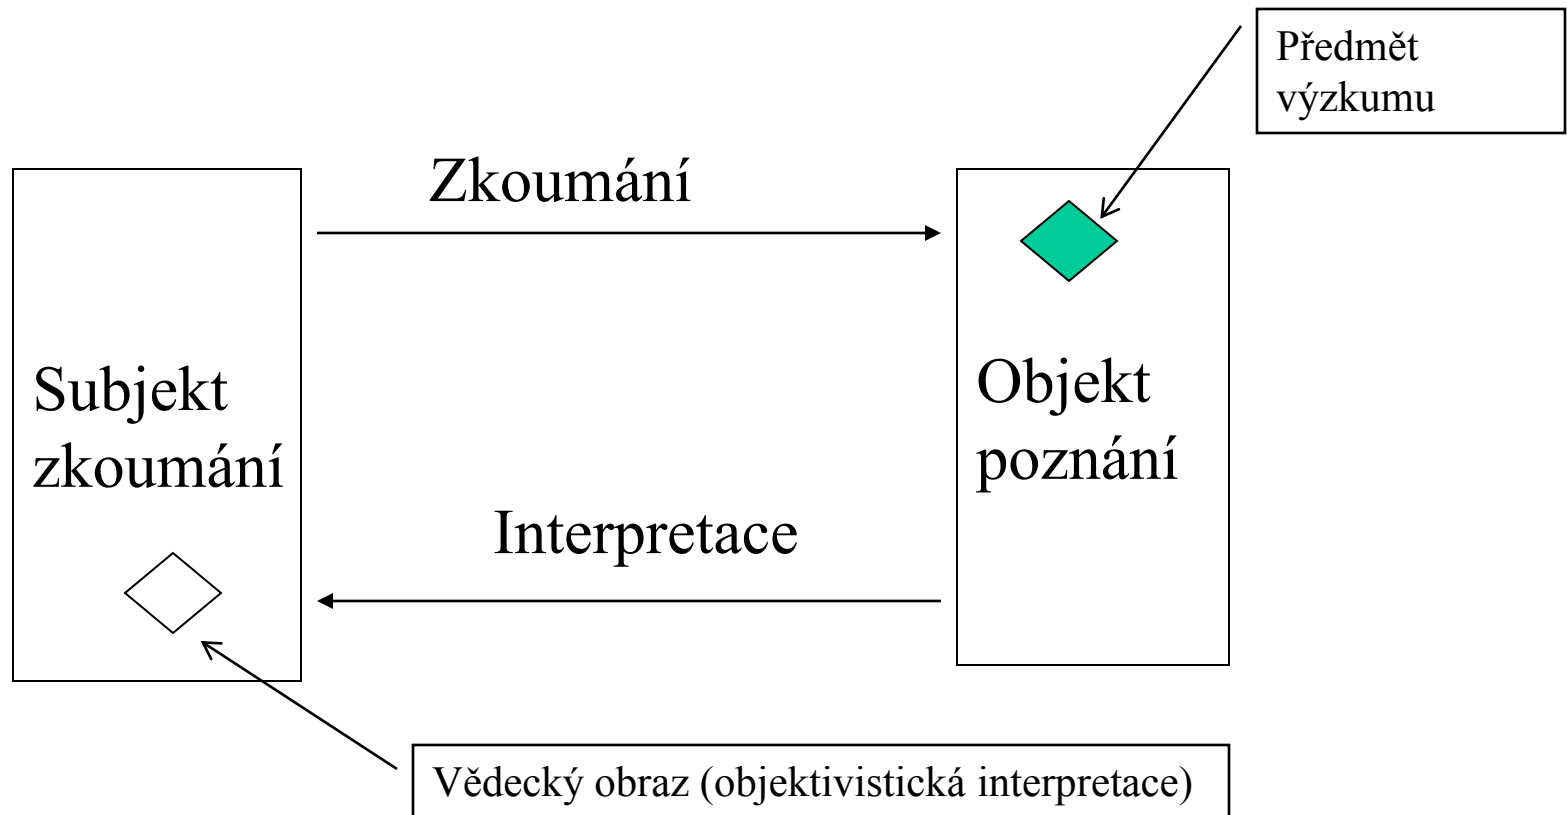 Předmět
výzkumu
Zkoumání
Subjekt
zkoumání
Objekt
poznání
Interpretace
Vědecký obraz (objektivistická interpretace)